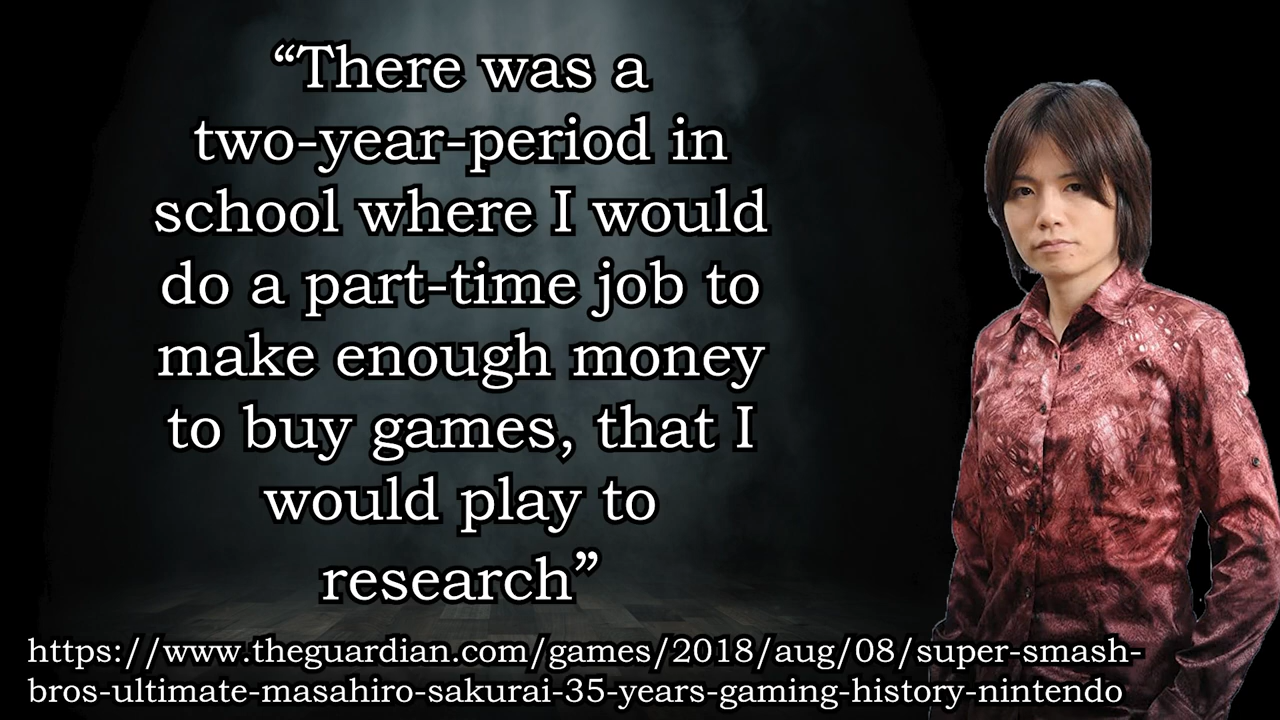 “There was a
two-year-period in
school where I would
do a part-time job to
make enough money
to buy games, that I
would play to
research”
https://www.theguardian.com/games/2018/aug/08/super-smash-
bros-ultimate-masahiro-sakurai-35-years-gaming-history-nintendo